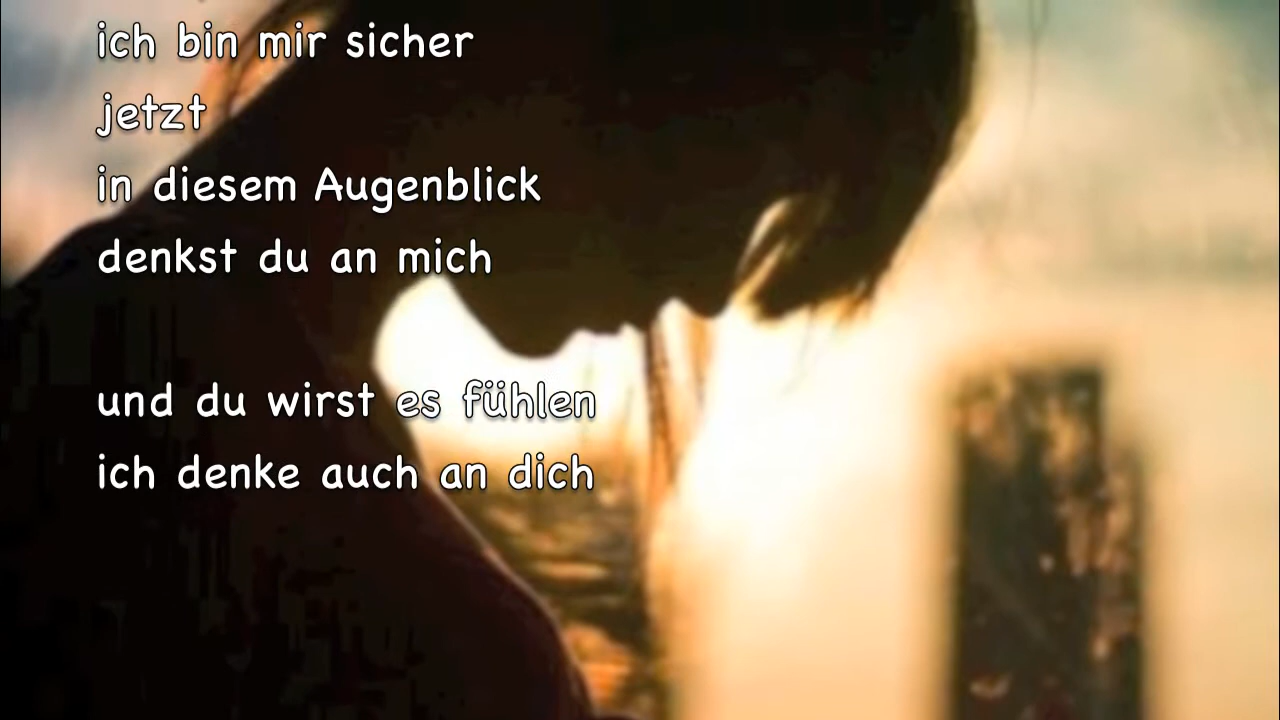 ich bin mir sicher
jetzt
in diesem Augenblick
denkst du an mich
und du wirst es fühlen
ich denke auch an dich